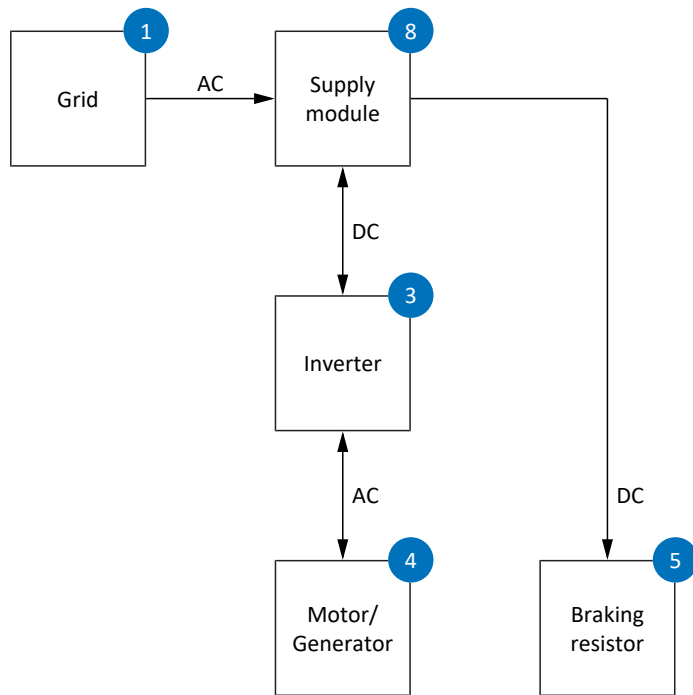 1
8
Grid
AC
Supply
module
DC
3
Inverter
AC
DC
4
5
Motor/
Generator
Braking
resistor